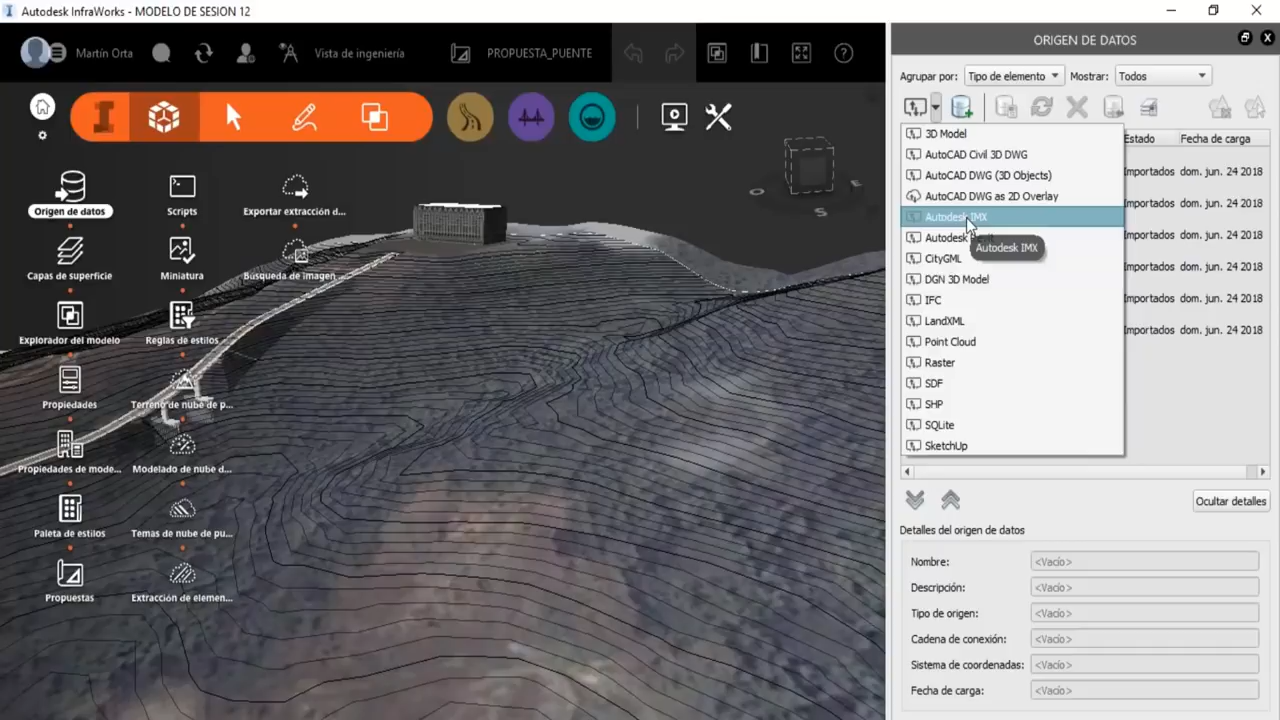 Autodesk InfraWorks - MODELO DE SESION 12
Martín Orta
Vista de ingeniería
PROPUESTA_PUENTE
ORIGEN DE DATOS
Agrupar por:
Tipo de elemento
Mostrar:
Todos
3D Model
AutoCAD Civil 3D DWG
AutoCAD DWG (3D Objects)
AutoCAD DWG as 2D Overlay
Autodesk IMX
Autodesk
Autodesk IMX
CityGML
DGN 3D Model
IFC
LandXML
Point Cloud
Raster
SDF
SHP
SQLite
SketchUp
Estado
Fecha de carga
Importados dom. jun. 24 2018
Importados dom. jun. 24 2018
Importados dom. jun. 24 2018
Importados dom. jun. 24 2018
Importados dom. jun. 24 2018
Importados dom. jun. 24 2018
Origen de datos
Scripts
Exportar extracción d...
Capas de superficie
Miniatura
Búsqueda de imagen...
Explorador del modelo
Reglas de estilos
Propiedades
Terreno de nube de p...
Propiedades de mode...
Modelado de nube d...
Paleta de estilos
Temas de nube de pu...
Propuestas
Extracción de elemen...
S
Ocultar detalles
Detalles del origen de datos
Nombre:
<Vacío>
Descripción:
<Vacío>
Tipo de origen:
<Vacío>
Cadena de conexión:
<Vacío>
Sistema de coordenadas:
<Vacío>
Fecha de carga:
<Vacío>